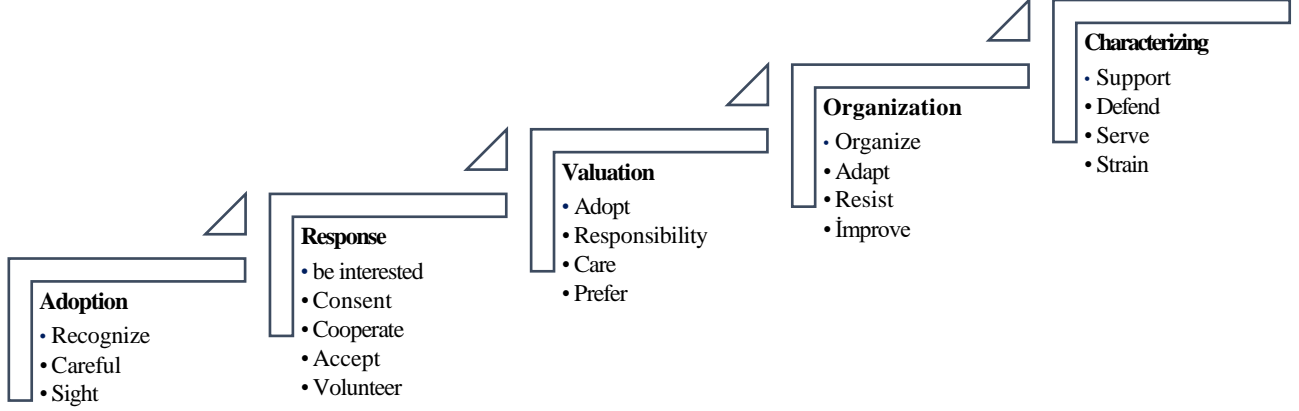 Adoption
• Recognize
• Careful
• Sight
Response
• be interested
• Consent
• Cooperate
• Accept
• Volunteer
Valuation
• Adopt
• Responsibility
• Care
• Prefer
Organization
• Organize
• Adapt
• Resist
• İmprove
Characterizing
• Support
• Defend
• Serve
• Strain